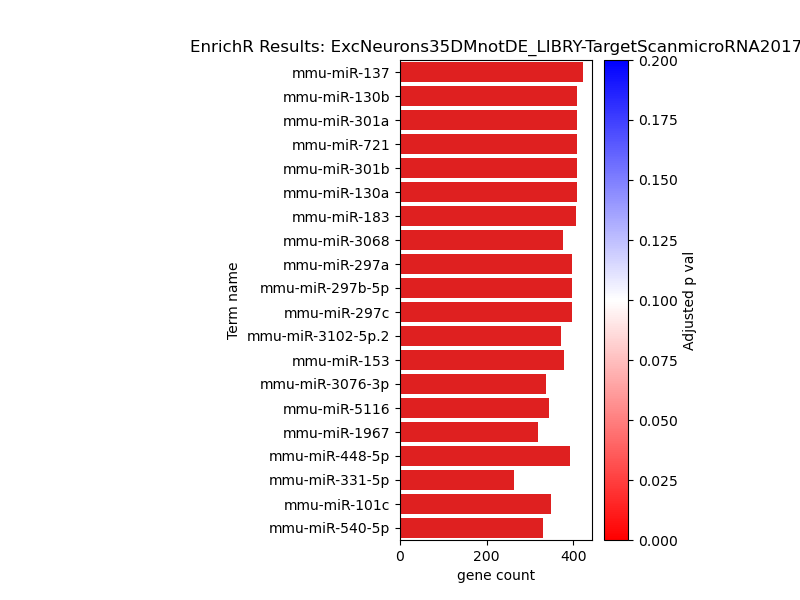 EnrichR Results: ExcNeurons35DMnotDE_LIBRY-TargetScanmicroRNA2017
mmu-miR-137
mmu-miR-130b
mmu-miR-301a
mmu-miR-721
mmu-miR-301b
mmu-miR-130a
mmu-miR-183
mmu-miR-3068
mmu-miR-297a
mmu-miR-297b-5p
mmu-miR-297c
mmu-miR-3102-5p.2
mmu-miR-153
mmu-miR-3076-3p
mmu-miR-5116
mmu-miR-1967
mmu-miR-448-5p
mmu-miR-331-5p
mmu-miR-101c
mmu-miR-540-5p
Term name
0 200 400
gene count
0.200
0.175
0.150
0.125
0.100
0.075
0.050
0.025
0.000
Adjusted p val